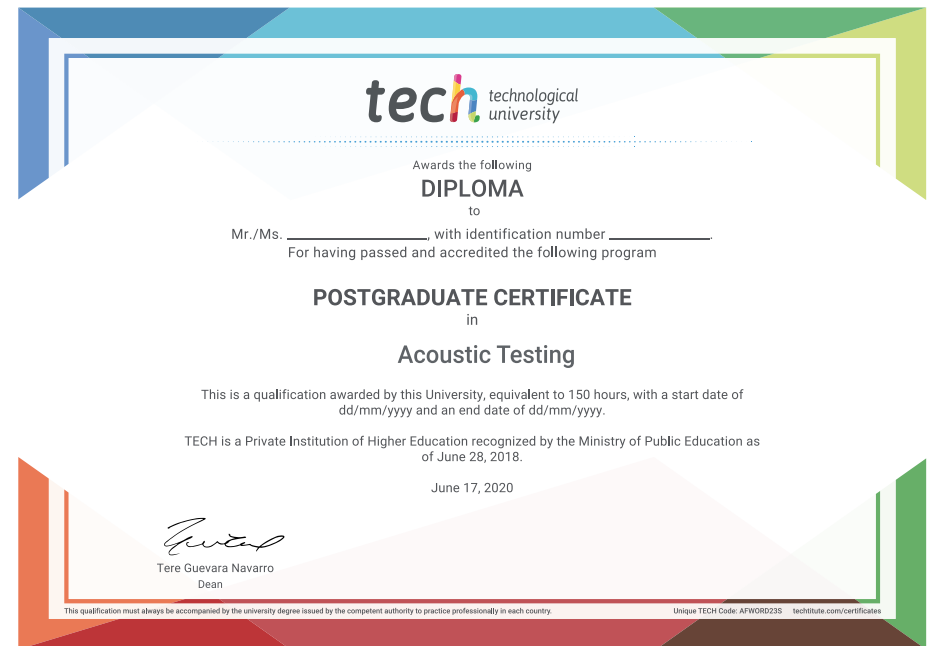 tech technological
university
Awards the following
DIPLOMA
to
Mr./Ms. ____________________, with identification number ______________.
For having passed and accredited the following program
POSTGRADUATE CERTIFICATE
in
Acoustic Testing
This is a qualification awarded by this University, equivalent to 150 hours, with a start date of
dd/mm/yyyy and an end date of dd/mm/yyyy.
TECH is a Private Institution of Higher Education recognized by the Ministry of Public Education as
of June 28, 2018.
June 17, 2020
Tere Guevara Navarro
Dean
This qualification must always be accompanied by the university degree issued by the competent authority to practice professionally in each country. Unique TECH Code: AFWORD23S techtitute.com/certificates